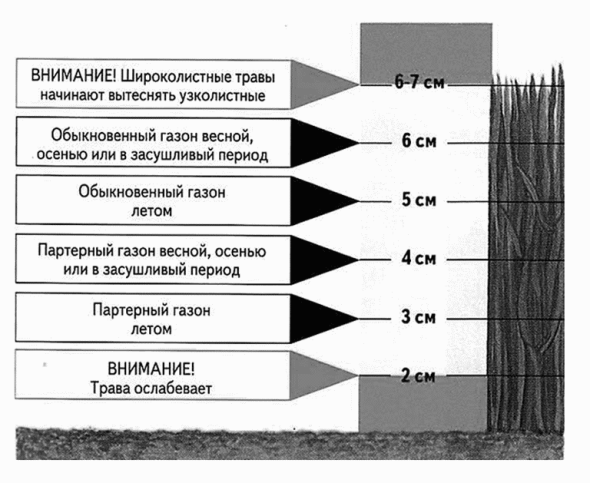 ВНИМАНИЕ! Широколистные травы
начинают вытеснять узколистные
6-7 см
Обыкновенный газон весной,
осенью или в засушливый период
6 см
Обыкновенный газон
летом
5 см
Партерный газон весной, осенью
или в засушливый период
4 см
Партерный газон
летом
3 см
ВНИМАНИЕ!
Трава ослабевает
2 см